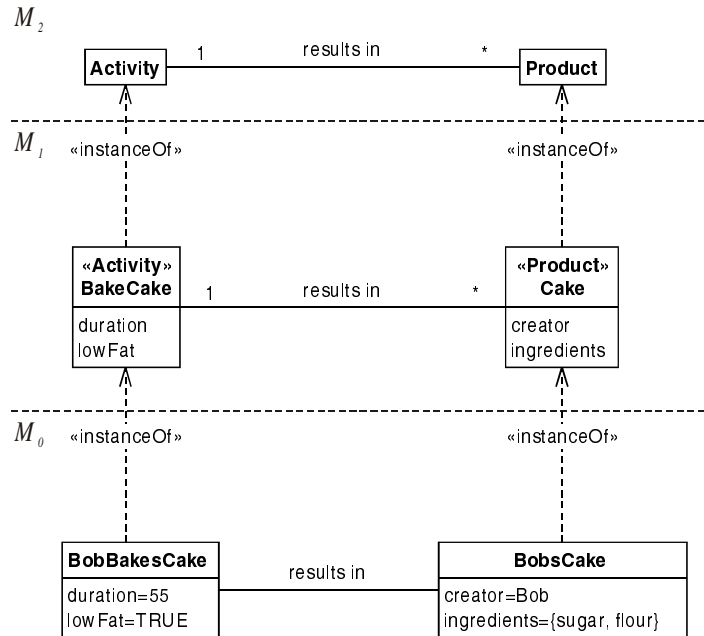 M2
1 results in *
Activity Product
M1
«instanceOf» «instanceOf»
«Activity» «Product»
BakeCake Cake
1 results in *
duration creator
lowFat ingredients
M0
«instanceOf» «instanceOf»
BobBakesCake BobsCake
results in
duration=55 creator=Bob
lowFat=TRUE ingredients={sugar, flour}